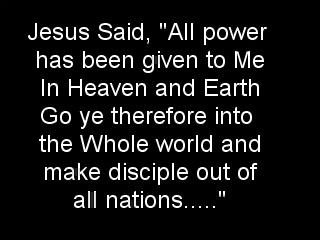 Jesus Said, "All power
has been given to Me
In Heaven and Earth
Go ye therefore into
the Whole world and
make disciple out of
all nations....."